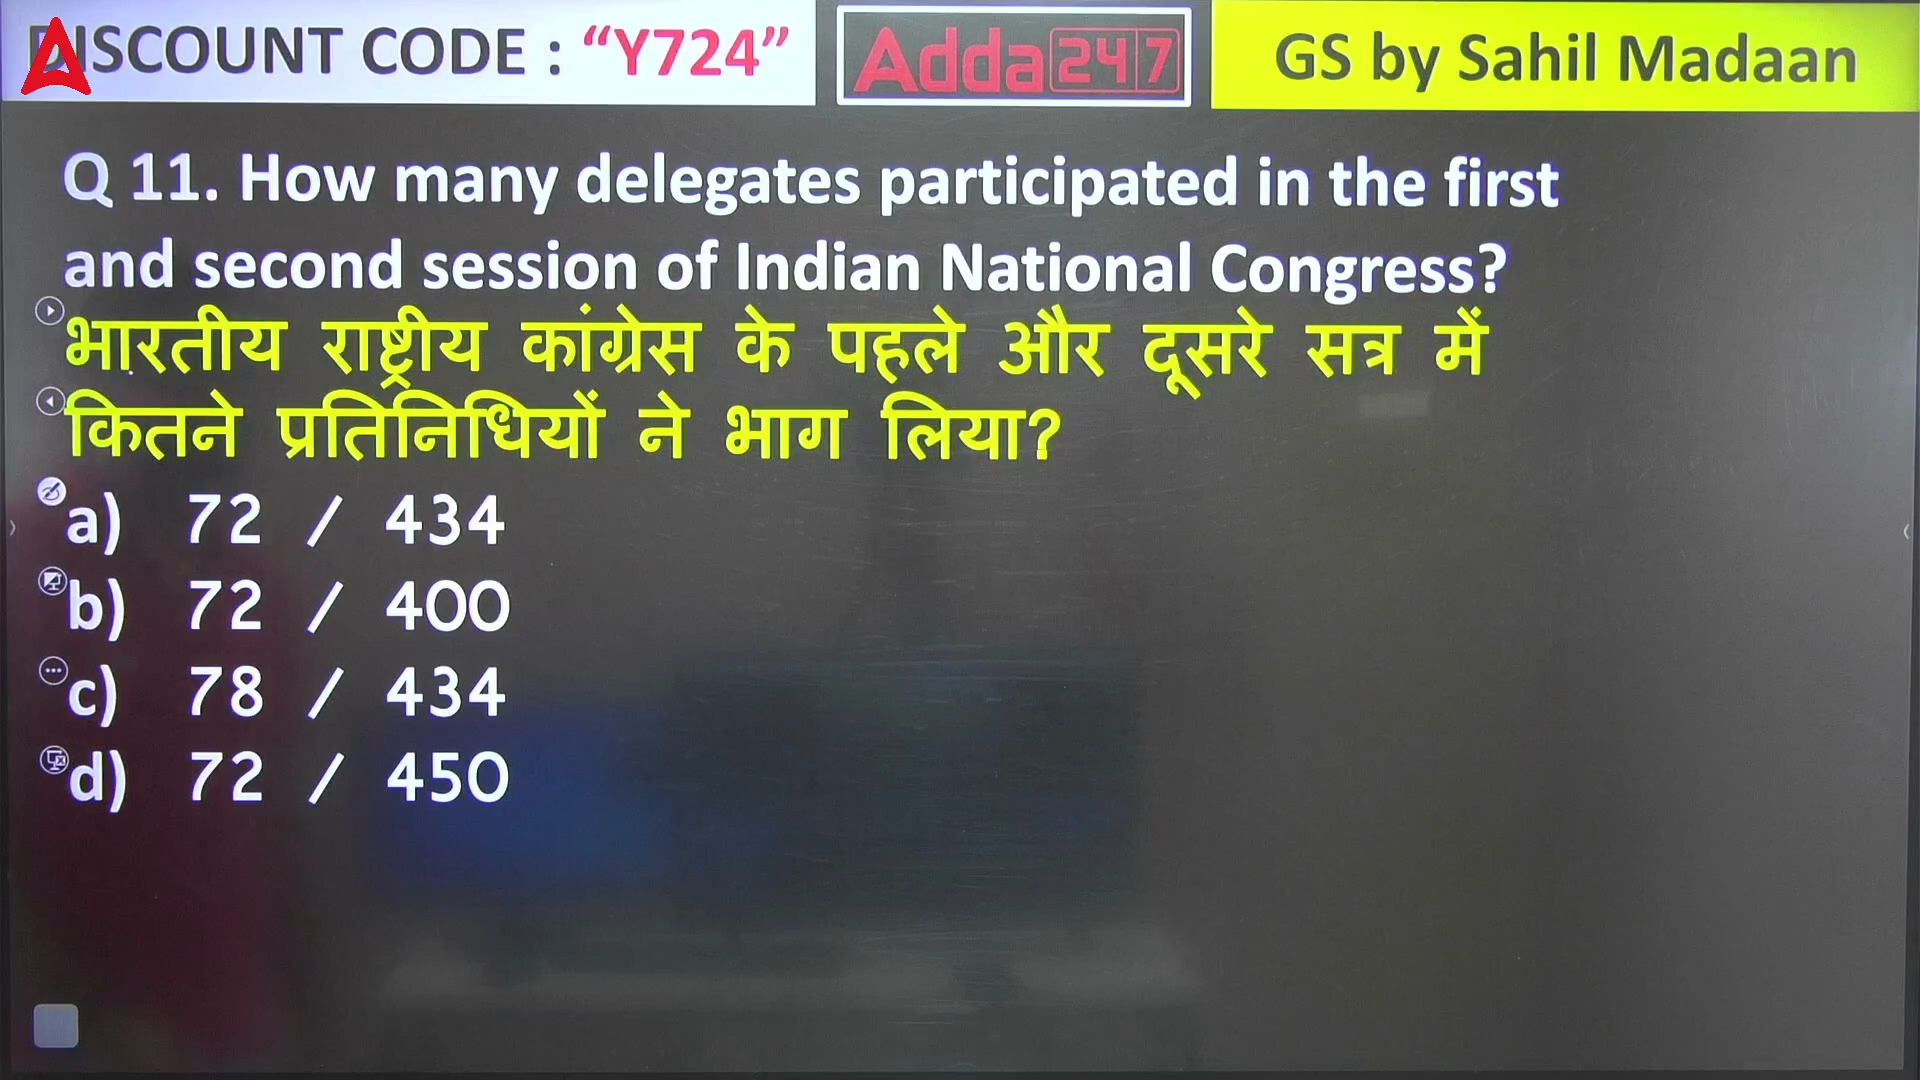 DISCOUNT CODE : “Y724”
Adda247
GS by Sahil Madaan
Q 11. How many delegates participated in the first
and second session of Indian National Congress?
भारतीय राष्ट्रीय कांग्रेस के पहले और दूसरे सत्र में
कितने प्रतिनिधियों ने भाग लिया?
a) 72 / 434
b) 72 / 400
c) 78 / 434
d) 72 / 450